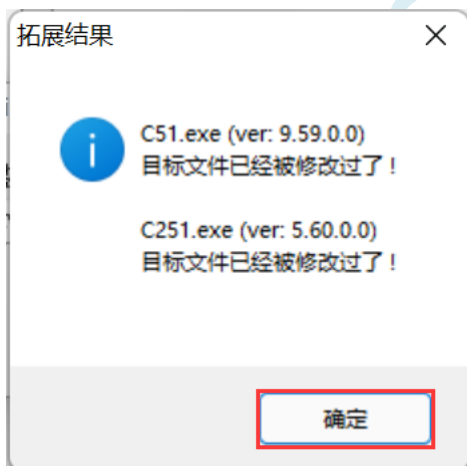 拓展结果
C51.exe (ver: 9.59.0.0)
目标文件已经被修改过了！
C251.exe (ver: 5.60.0.0)
目标文件已经被修改过了！
确定